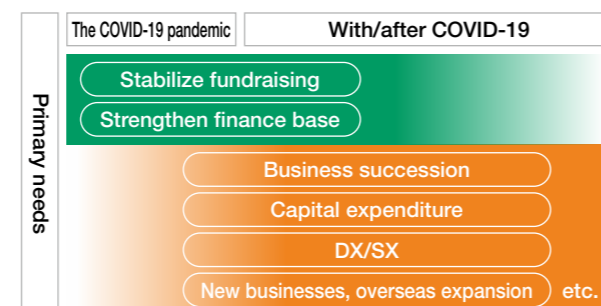 The COVID-19 pandemic
With/after COVID-19
Primary needs
Stabilize fundraising
Strengthen finance base
Business succession
Capital expenditure
DX/SX
New businesses, overseas expansion etc.